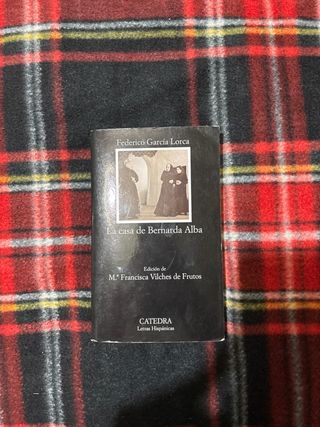 Federico García Lorca
La casa de Bernarda Alba
Edición de
M.ª Francisca Vilches de Frutos
CATEDRA
Letras Hispánicas